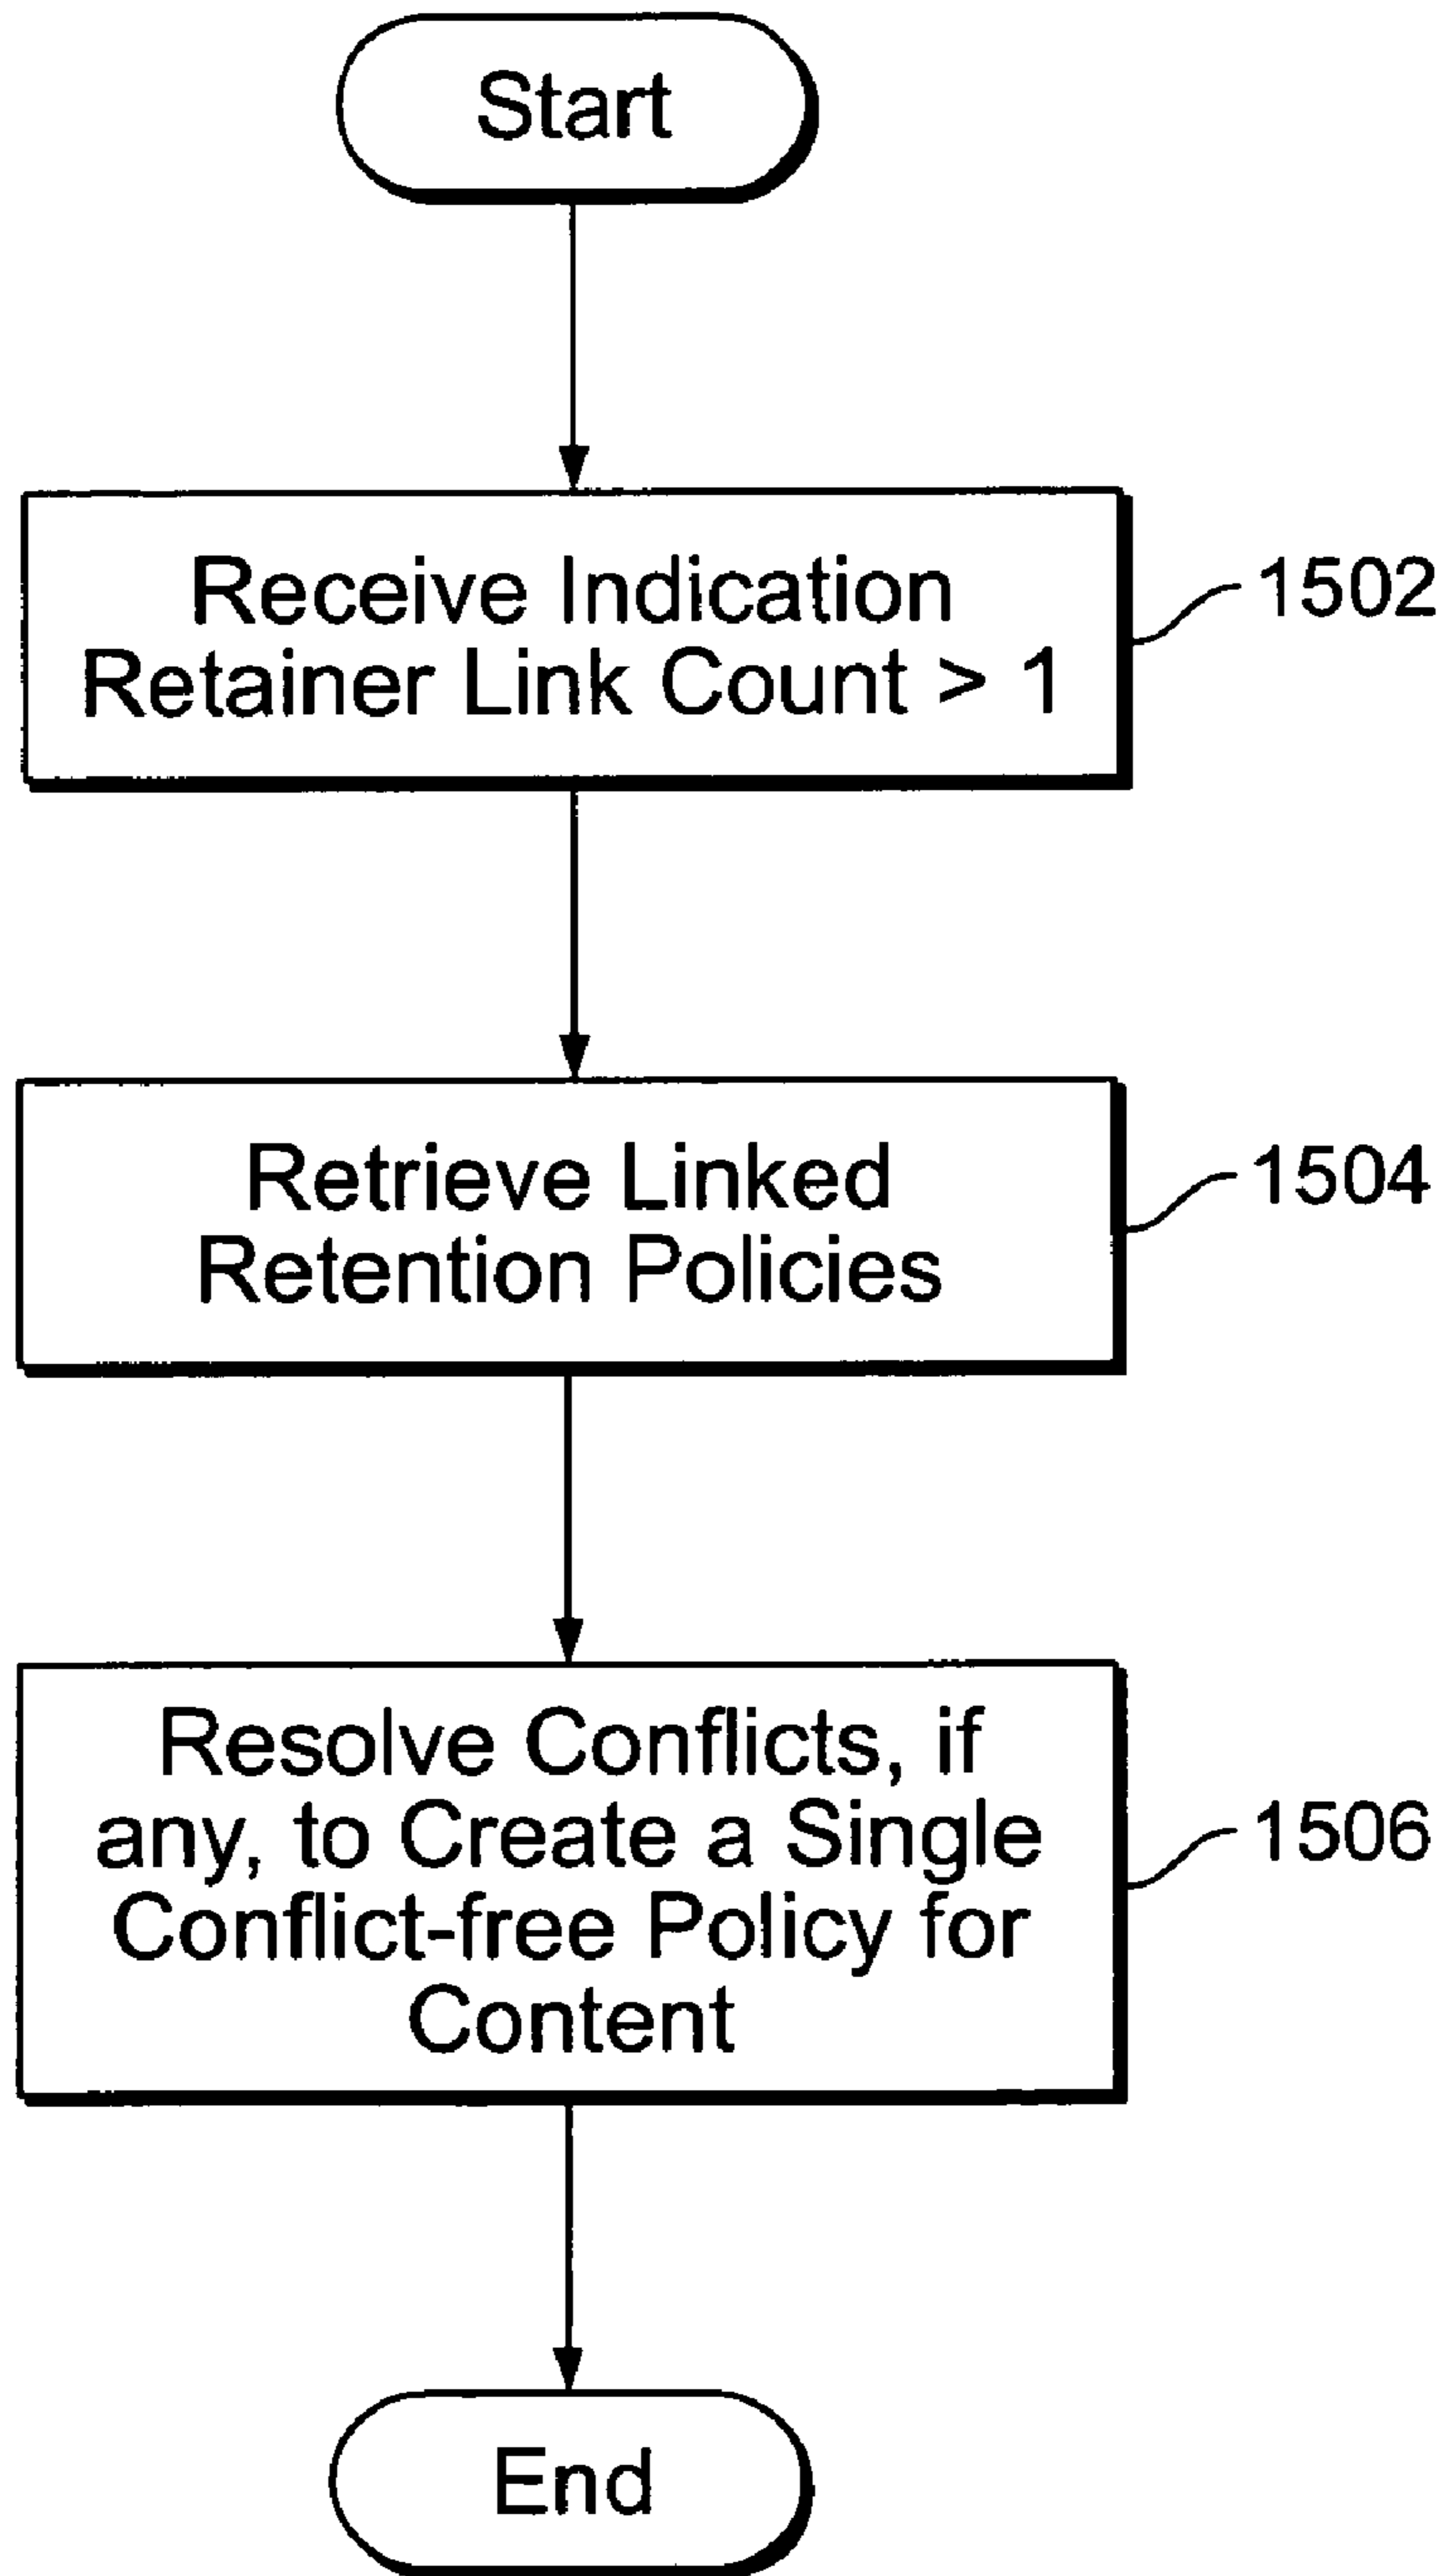 Start
Receive Indication
Retainer Link Count > 1
1502
Retrieve Linked
Retention Policies
1504
Resolve Conflicts, if
any, to Create a Single
Conflict-free Policy for
Content
1506
End